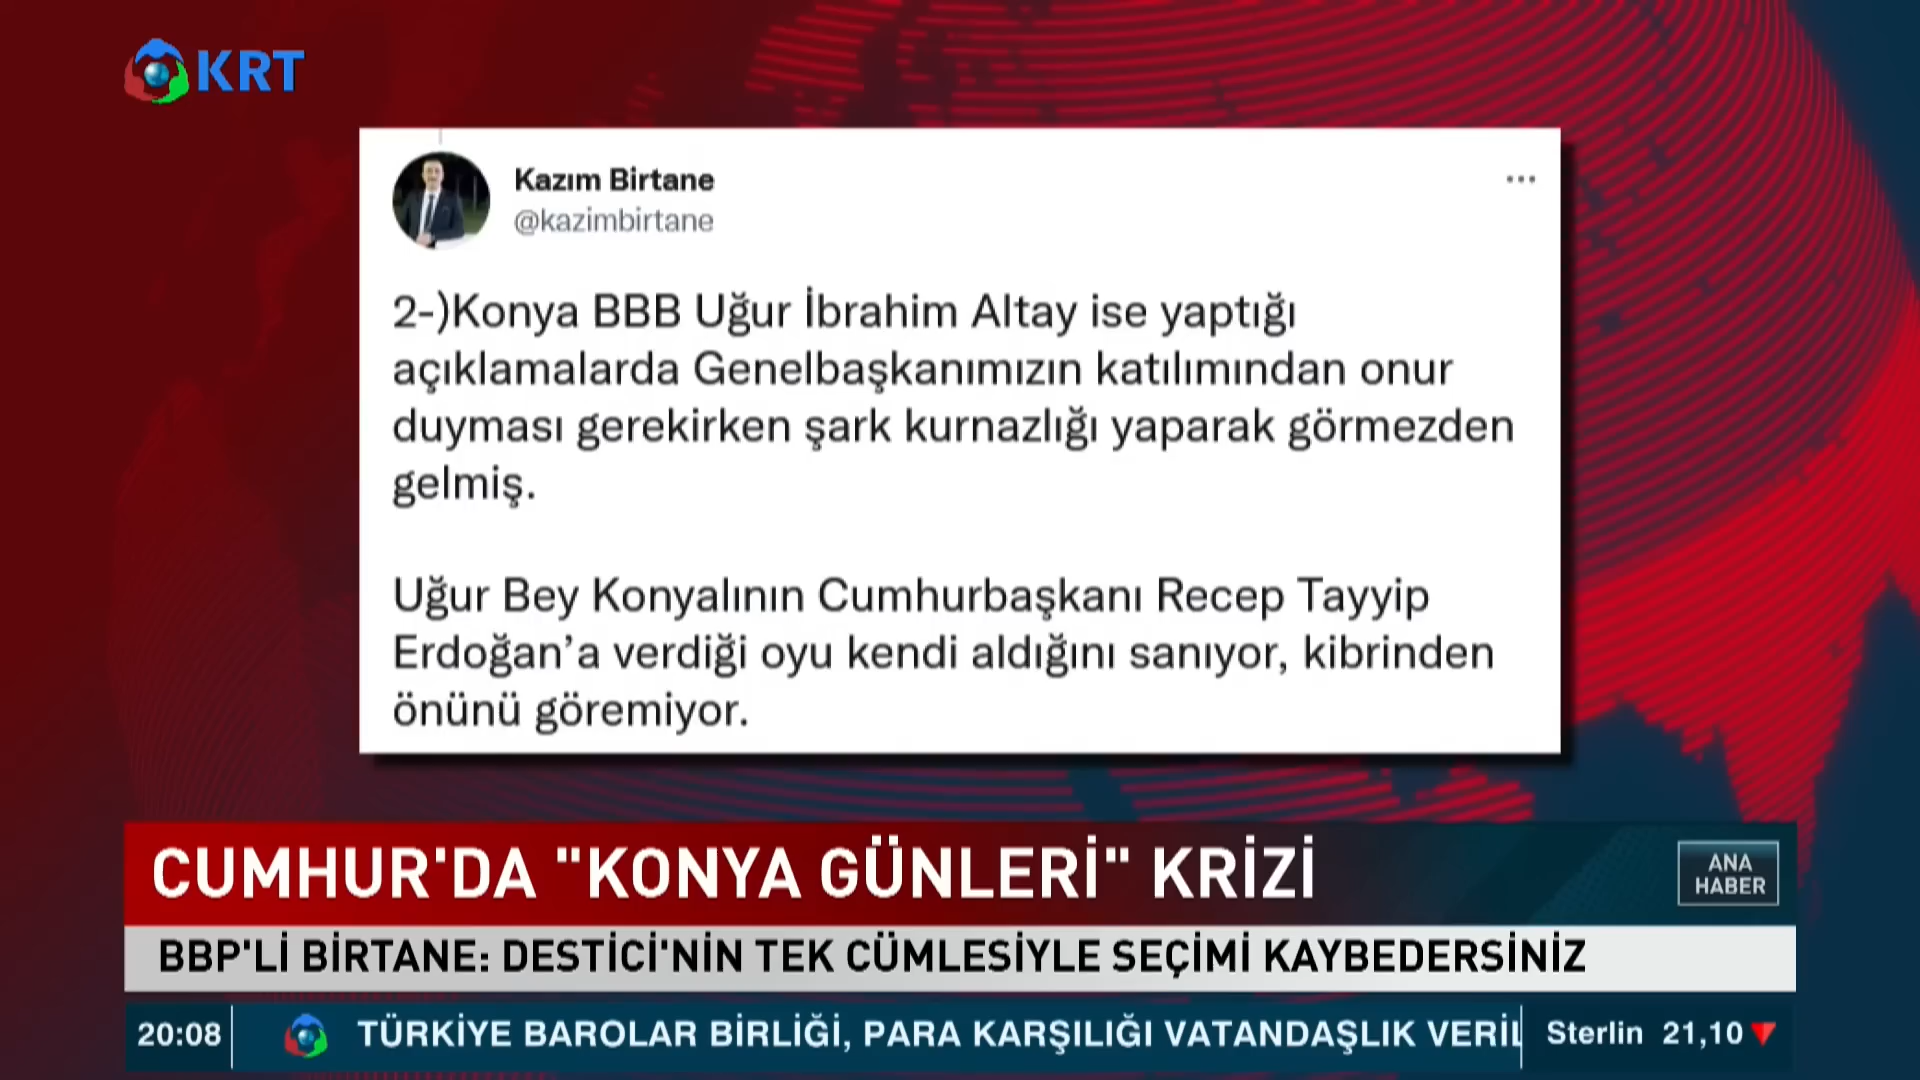 KRT
Kazım Birtane
@kazimbirtane
2-)Konya BBB Uğur İbrahim Altay ise yaptığı
açıklamalarda Genelbaşkanımızın katılımından onur
duyması gerekirken şark kurnazlığı yaparak görmezden
gelmiş.
Uğur Bey Konyalının Cumhurbaşkanı Recep Tayyip
Erdoğan’a verdiği oyu kendi aldığını sanıyor, kibrinden
önünü göremiyor.
CUMHUR'DA "KONYA GÜNLERİ" KRİZİ
ANA
HABER
BBP'Lİ BİRTANE: DESTİCİ'NİN TEK CÜMLESİYLE SEÇİMİ KAYBEDERSİNİZ
20:08 TÜRKİYE BAROLAR BİRLİĞİ, PARA KARŞILIĞI VATANDAŞLIK VERİL Sterlin 21,10